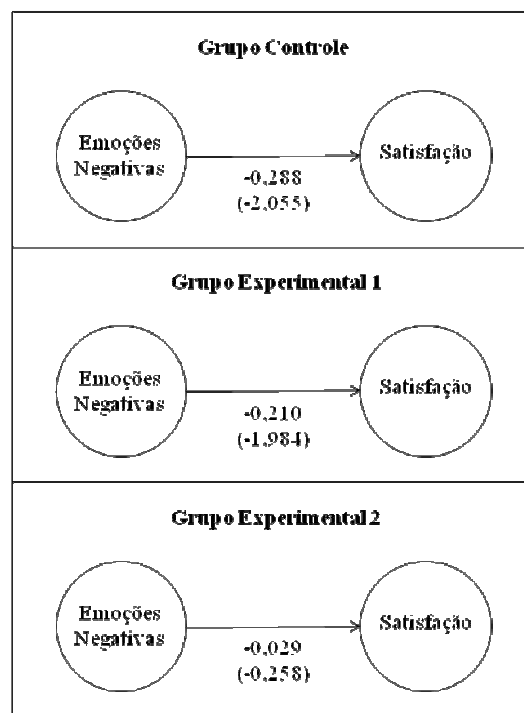 Grupo Controle
Emoções
Negativas
Satisfação
-0,288
(-2,055)
Grupo Experimental 1
Emoções
Negativas
Satisfação
-0,210
(-1,984)
Grupo Experimental 2
Emoções
Negativas
Satisfação
-0,029
(-0,258)